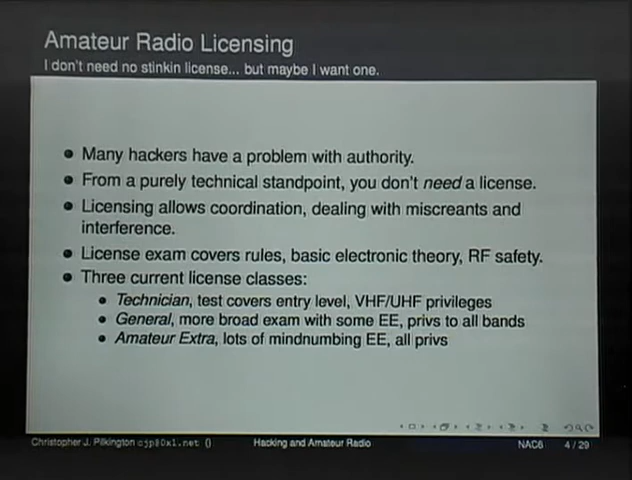 Amateur Radio Licensing
I don't need no stinkin license... but maybe I want one.
Many hackers have a problem with authority.
From a purely technical standpoint, you don't need a license.
Licensing allows coordination, dealing with miscreants and
interference.
License exam covers rules, basic electronic theory, RF safety.
Three current license classes:
Technician, test covers entry level, VHF/UHF privileges
General, more broad exam with some EE, privs to all bands
Amateur Extra, lots of mindnumbing EE, all privs
Christopher J. Pilkington cjp@0x1.net () Hacking and Amateur Radio NAC6 4 / 29